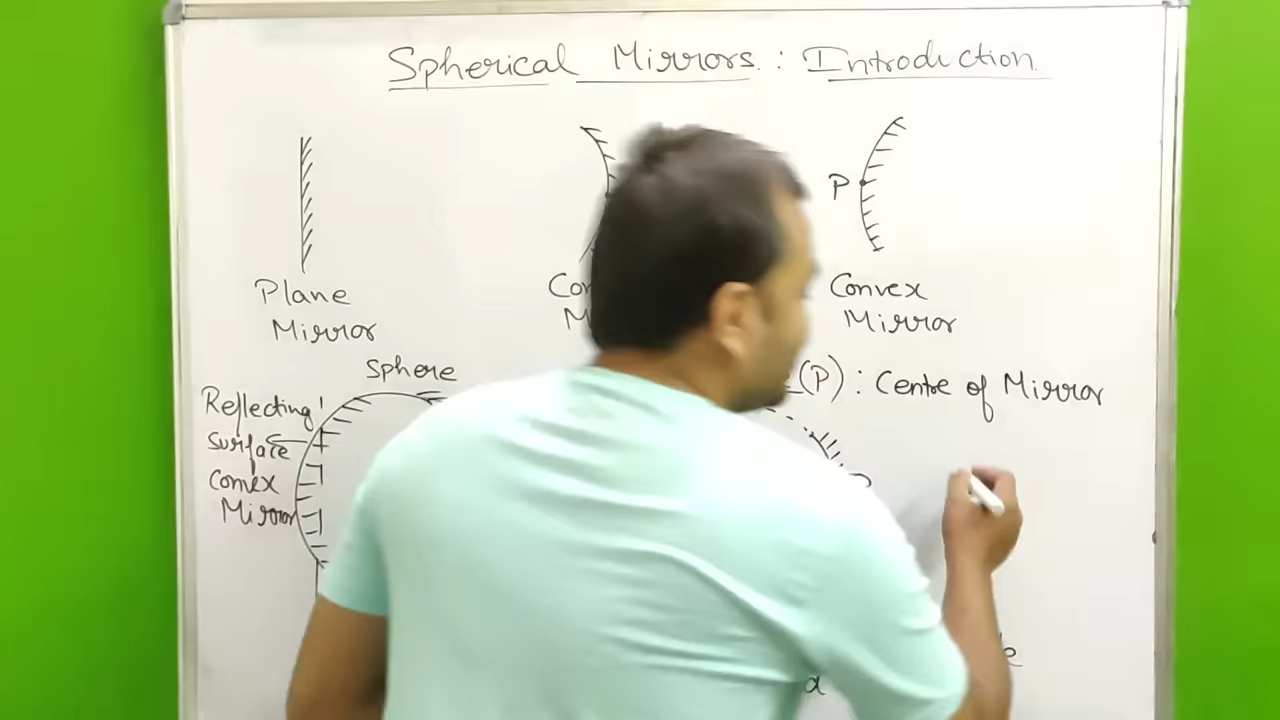 Spherical Mirrors : Introduction
P
Plane
Mirror
Convex
Mirror
Sphere
(P) : Centre of Mirror
Reflecting
surface
Convex
Mirror